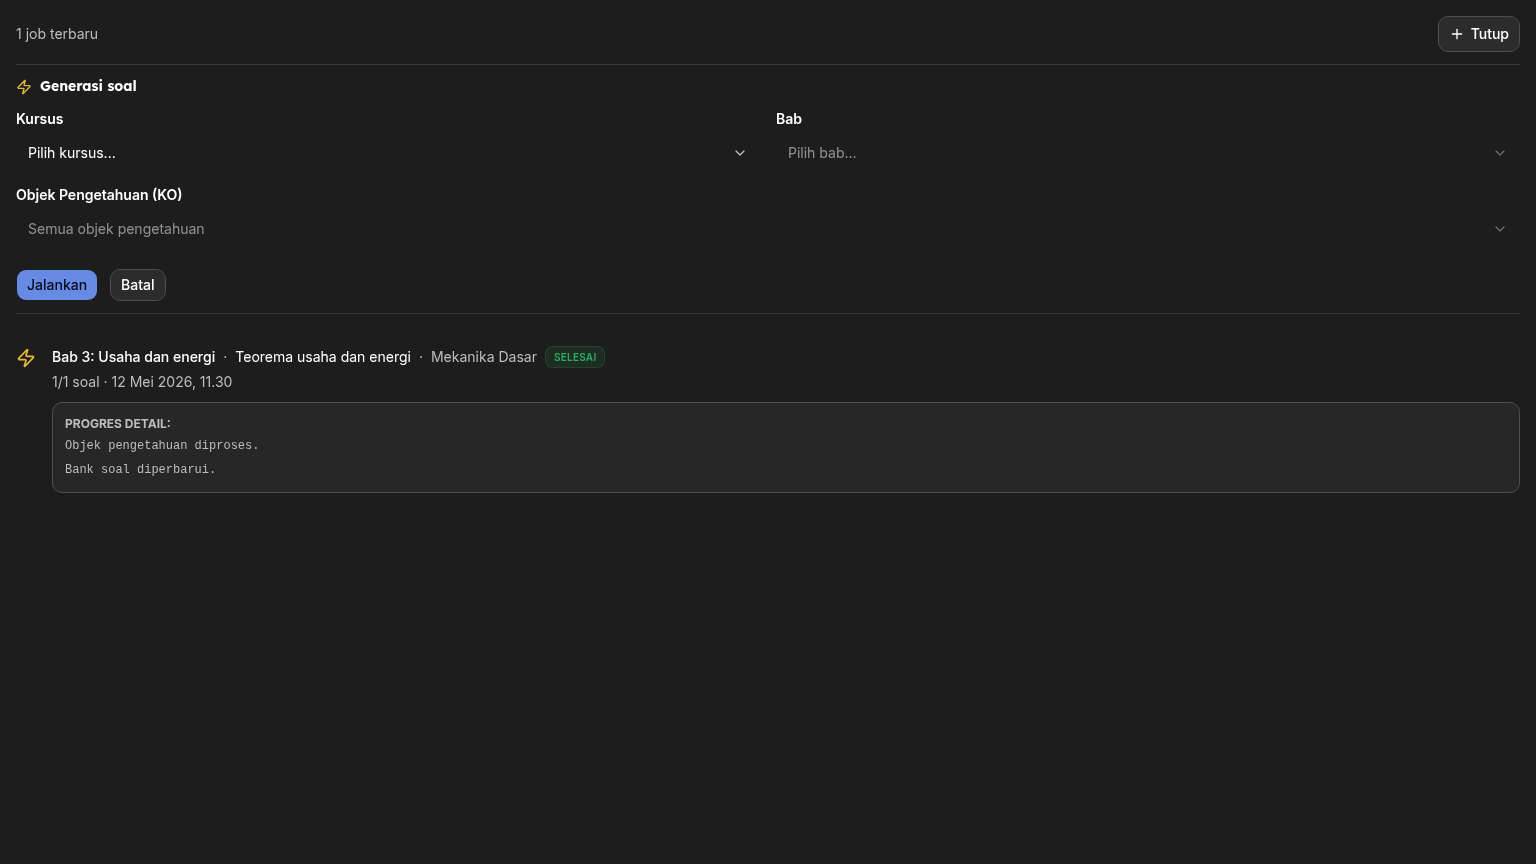 1 job terbaru
Tutup
Generasi soal
Kursus
Bab
Pilih kursus...
Pilih bab...
Objek Pengetahuan (KO)
Semua objek pengetahuan
Jalankan
Batal
Bab 3: Usaha dan energi · Teorema usaha dan energi · Mekanika Dasar SELESAI
1/1 soal · 12 Mei 2026, 11.30
PROGRES DETAIL:
Objek pengetahuan diproses.
Bank soal diperbarui.